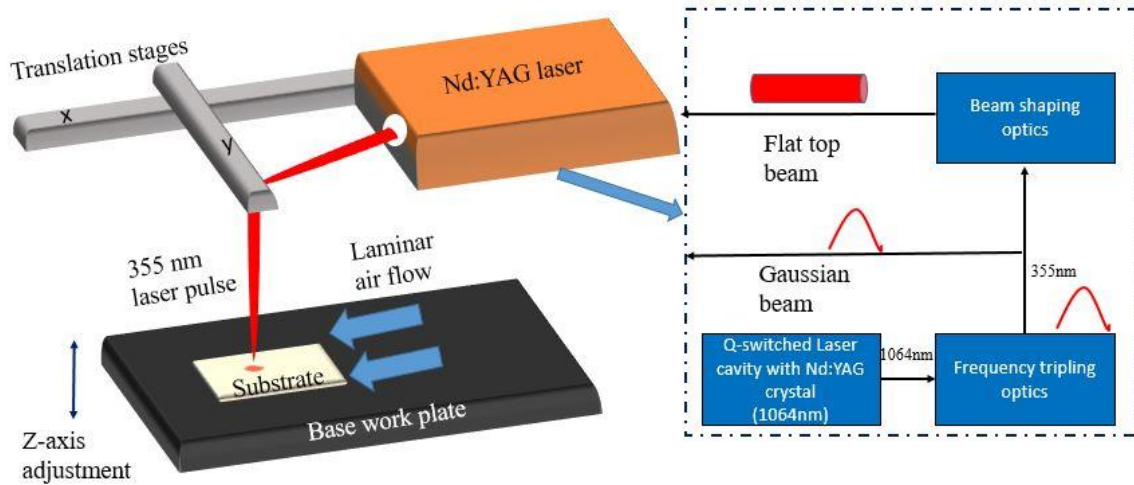 Translation stages
x
y
Nd:YAG laser
355 nm
laser pulse
Laminar
air flow
Substrate
Base work plate
Z-axis
adjustment
Beam shaping
optics
Flat top
beam
Gaussian
beam
355nm
Q-switched Laser
cavity with Nd:YAG
crystal
(1064nm)
1064nm
Frequency tripling
optics